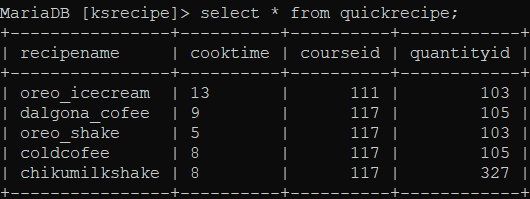 MariaDB [ksrecipe]> select * from quickrecipe;
+----------------+----------+----------+------------+
| recipename     | cooktime | courseid | quantityid |
+----------------+----------+----------+------------+
| oreo_icecream  | 13       |      111 |        103 |
| dalgona_cofee  | 9        |      117 |        105 |
| oreo_shake     | 5        |      117 |        103 |
| coldcofee      | 8        |      117 |        105 |
| chikumilkshake | 8        |      117 |        327 |
+----------------+----------+----------+------------+